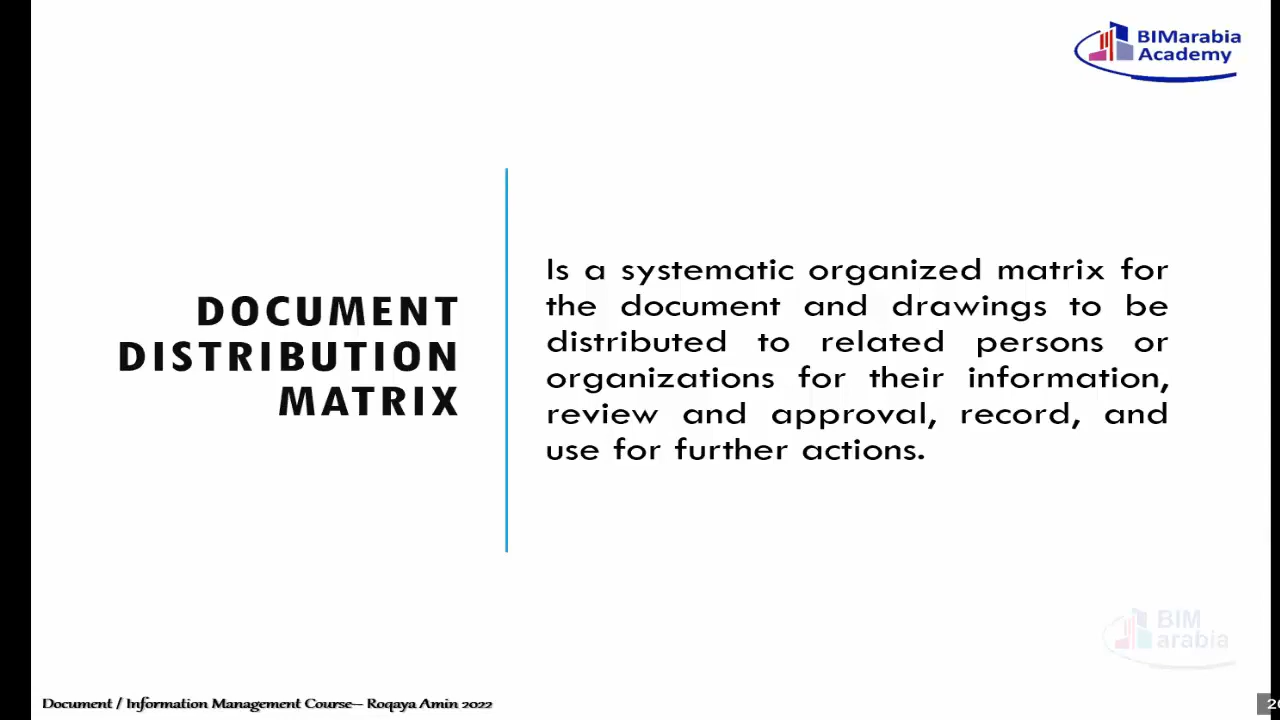 BIMarabia
Academy
DOCUMENT
DISTRIBUTION
MATRIX
Is a systematic organized matrix for
the document and drawings to be
distributed to related persons or
organizations for their information,
review and approval, record, and
use for further actions.
BIM
arabia
Document / Information Management Course– Roqaya Amin 2022